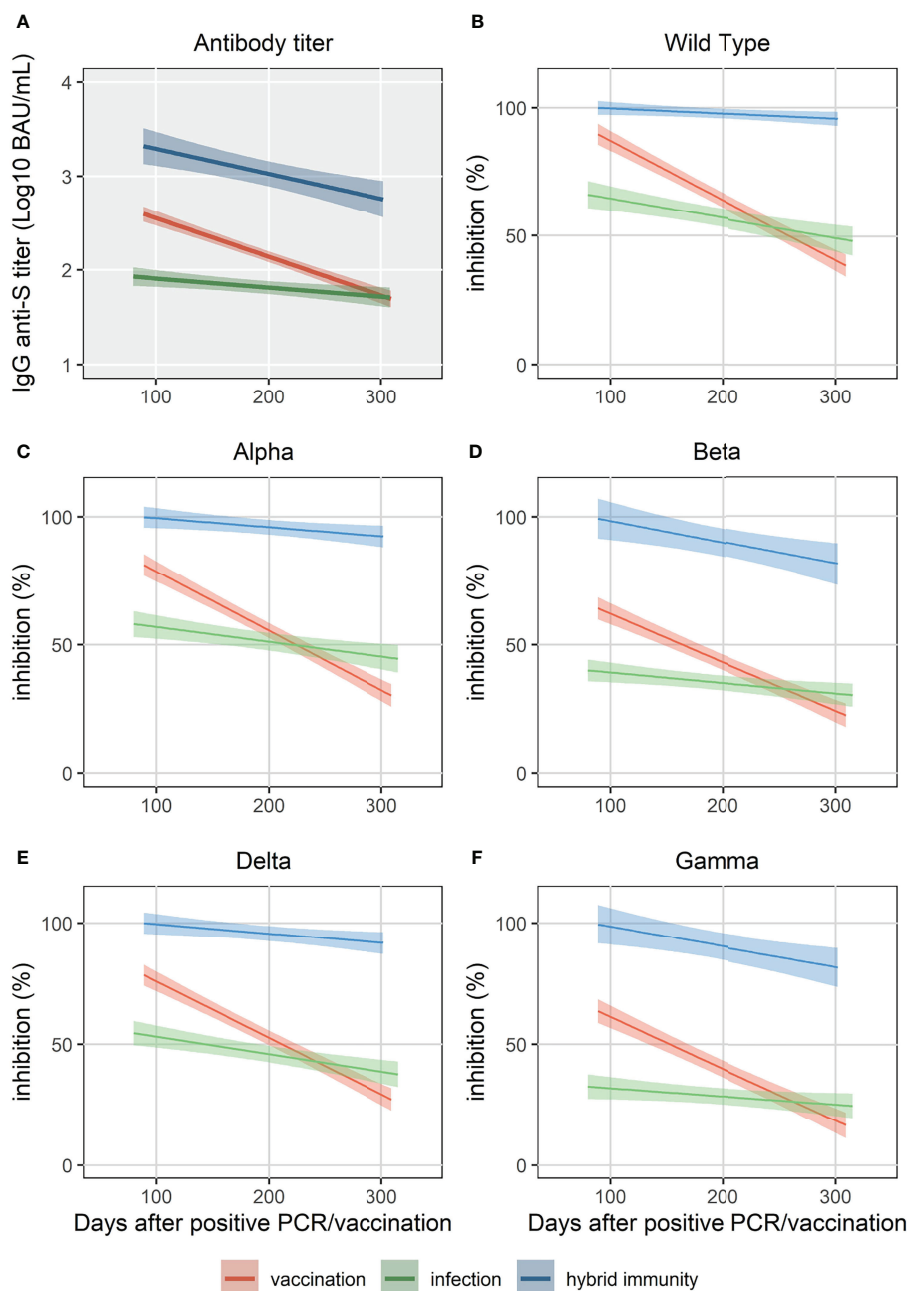 A
Antibody titer
IgG anti-S titer (Log10 BAU/mL)
4
3
2
1
100 200 300
B
Wild Type
inhibition (%)
100
50
0
100 200 300
C
Alpha
inhibition (%)
100
50
0
100 200 300
D
Beta
inhibition (%)
100
50
0
100 200 300
E
Delta
inhibition (%)
100
50
0
100 200 300
Days after positive PCR/vaccination
F
Gamma
inhibition (%)
100
50
0
100 200 300
Days after positive PCR/vaccination
vaccination infection hybrid immunity